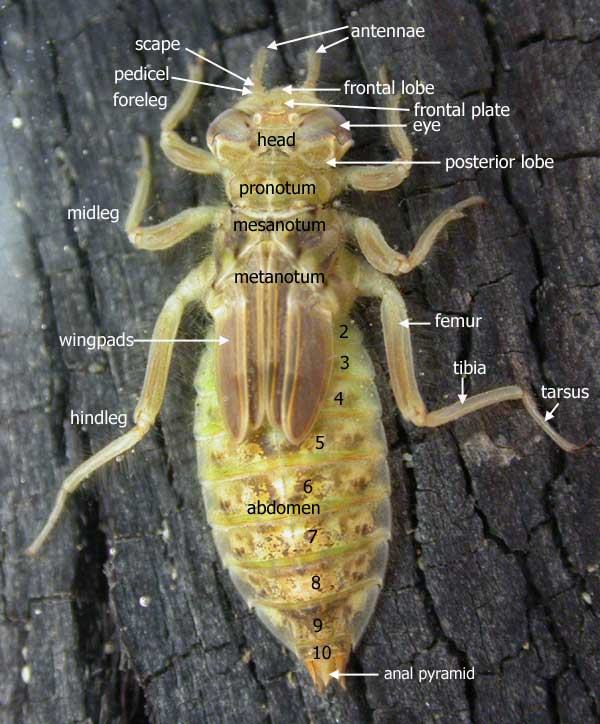 antennae
scape
pedicel
frontal lobe
foreleg
frontal plate
eye
head
posterior lobe
pronotum
midleg
mesanotum
metanotum
femur
wingpads
2
3
tibia
4
tarsus
hindleg
5
6
abdomen
7
8
9
10
anal pyramid